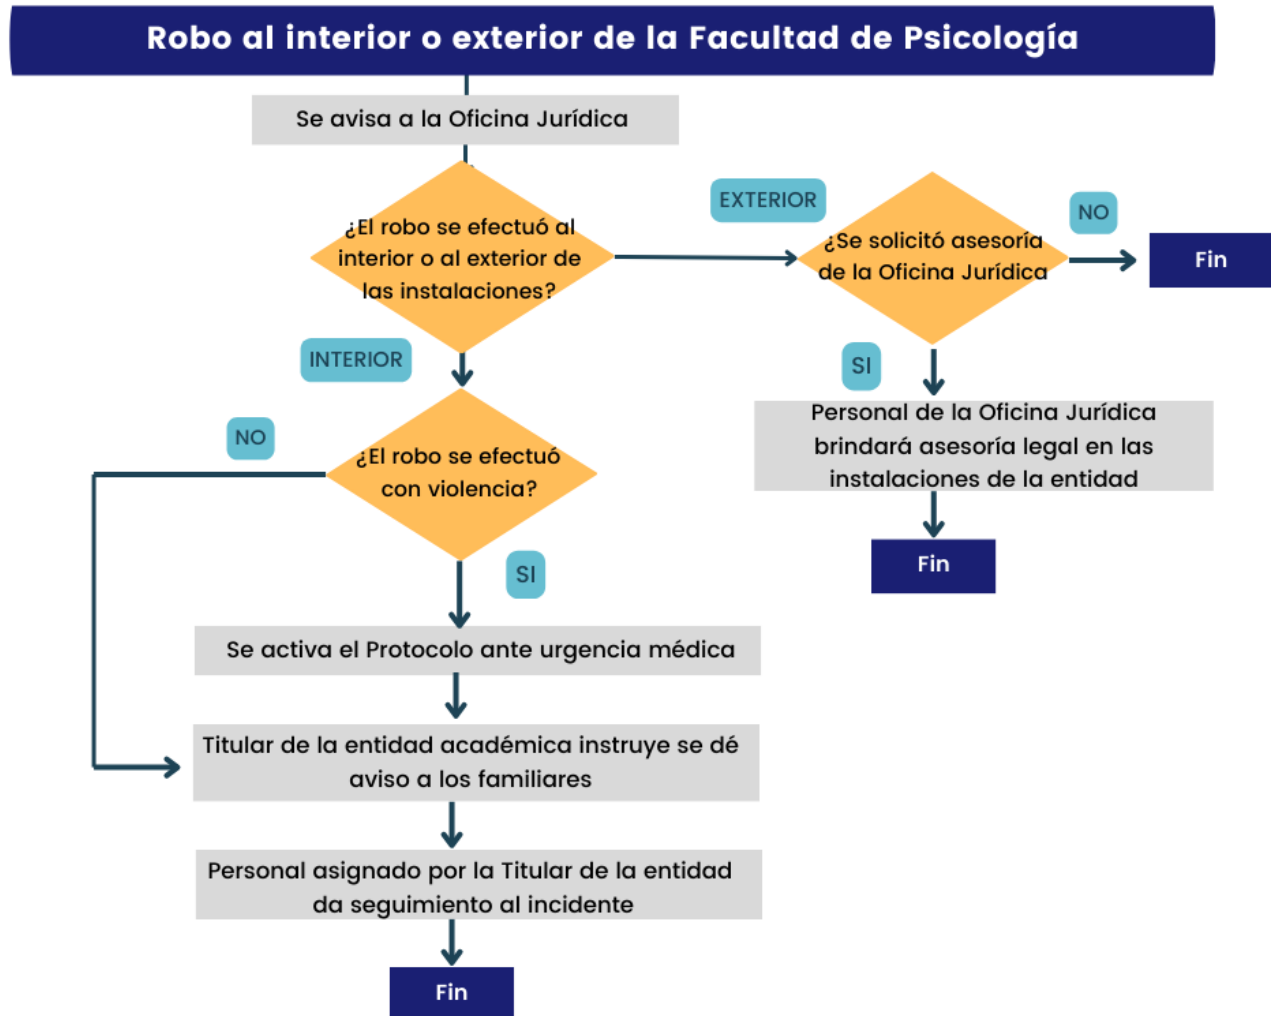 Robo al interior o exterior de la Facultad de Psicología
Se avisa a la Oficina Jurídica
¿El robo se efectuó al
interior o al exterior de
las instalaciones?
EXTERIOR
¿Se solicitó asesoría
de la Oficina Jurídica
NO
Fin
SI
Personal de la Oficina Jurídica
brindará asesoría legal en las
instalaciones de la entidad
Fin
INTERIOR
¿El robo se efectuó
con violencia?
NO
SI
Se activa el Protocolo ante urgencia médica
Titular de la entidad académica instruye se dé
aviso a los familiares
Personal asignado por la Titular de la entidad
da seguimiento al incidente
Fin